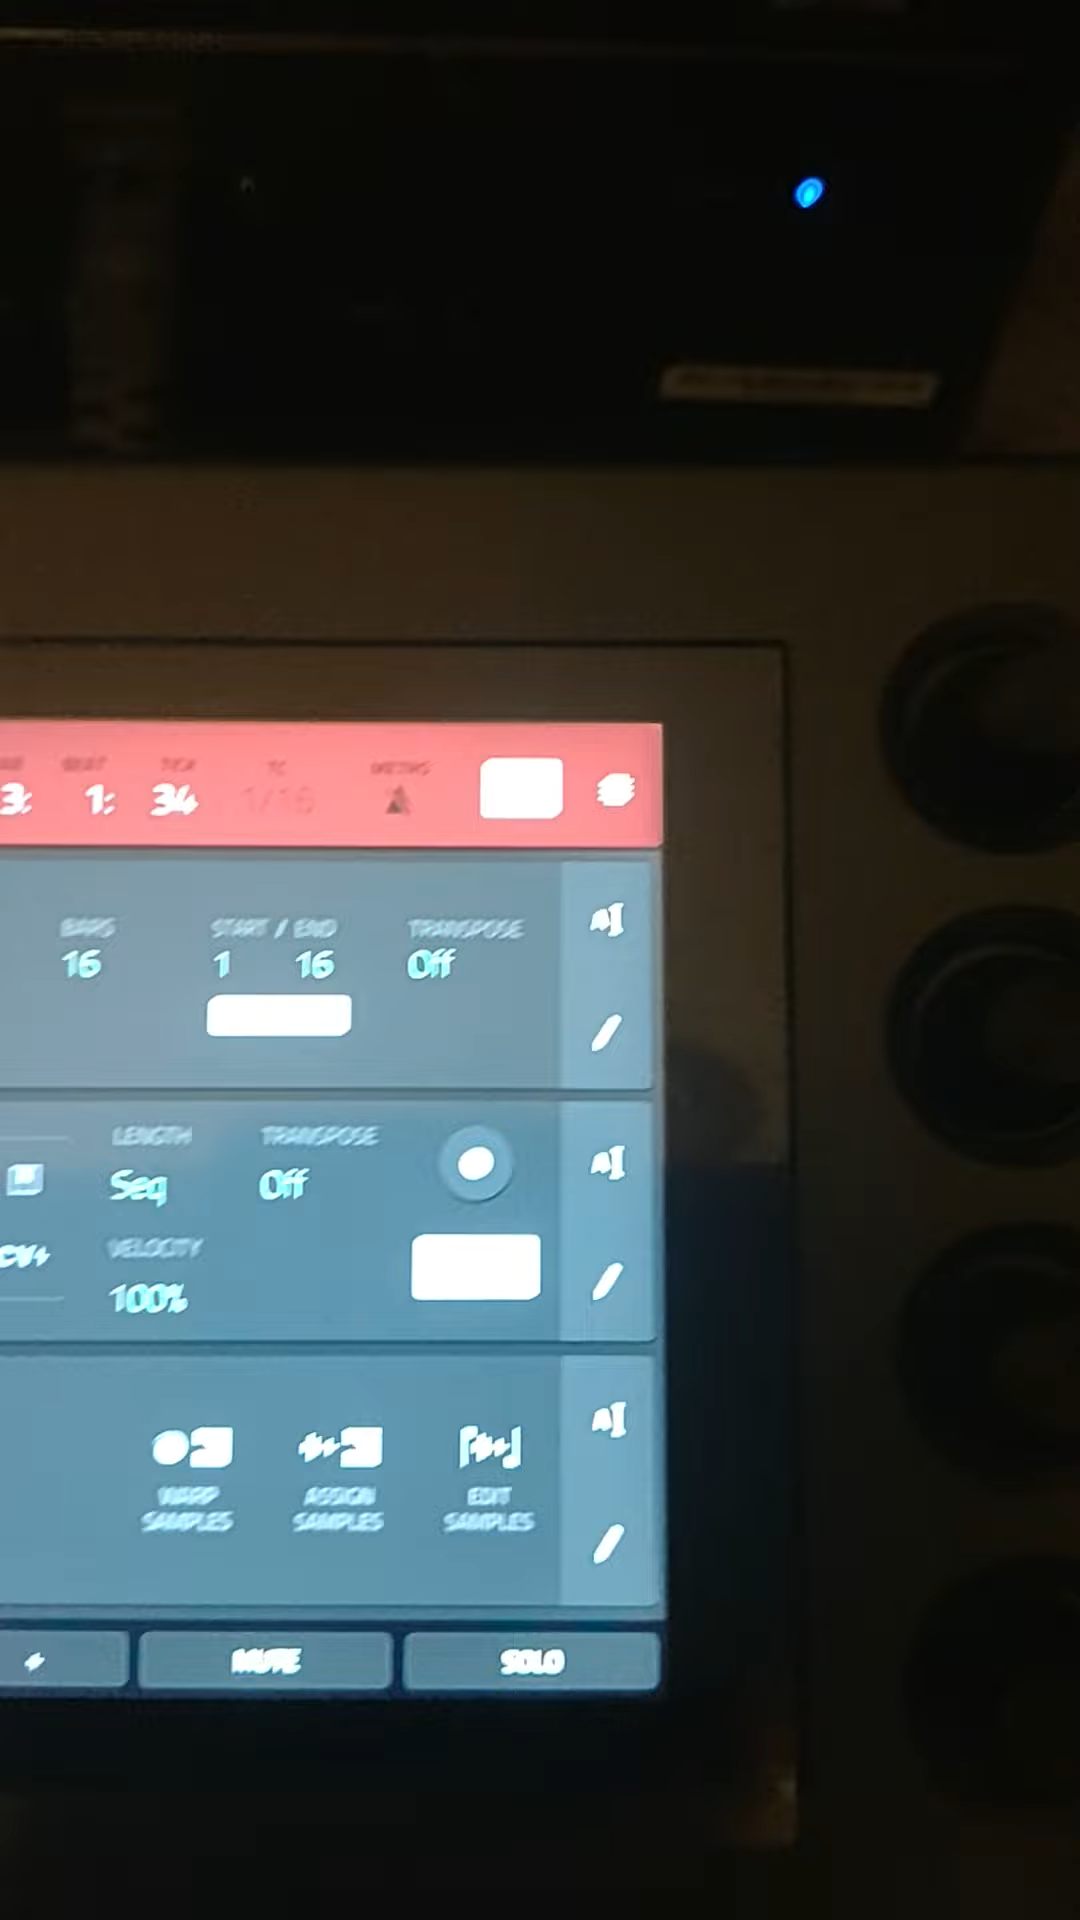 BEAT TICK TC METRO
3: 1: 34 1/16
BARS START / END TRANSPOSE
16 1 16 Off
LENGTH TRANSPOSE
Seq Off
VELOCITY
100%
WARP SAMPLES
ASSIGN SAMPLES
EDIT SAMPLES
MUTE SOLO